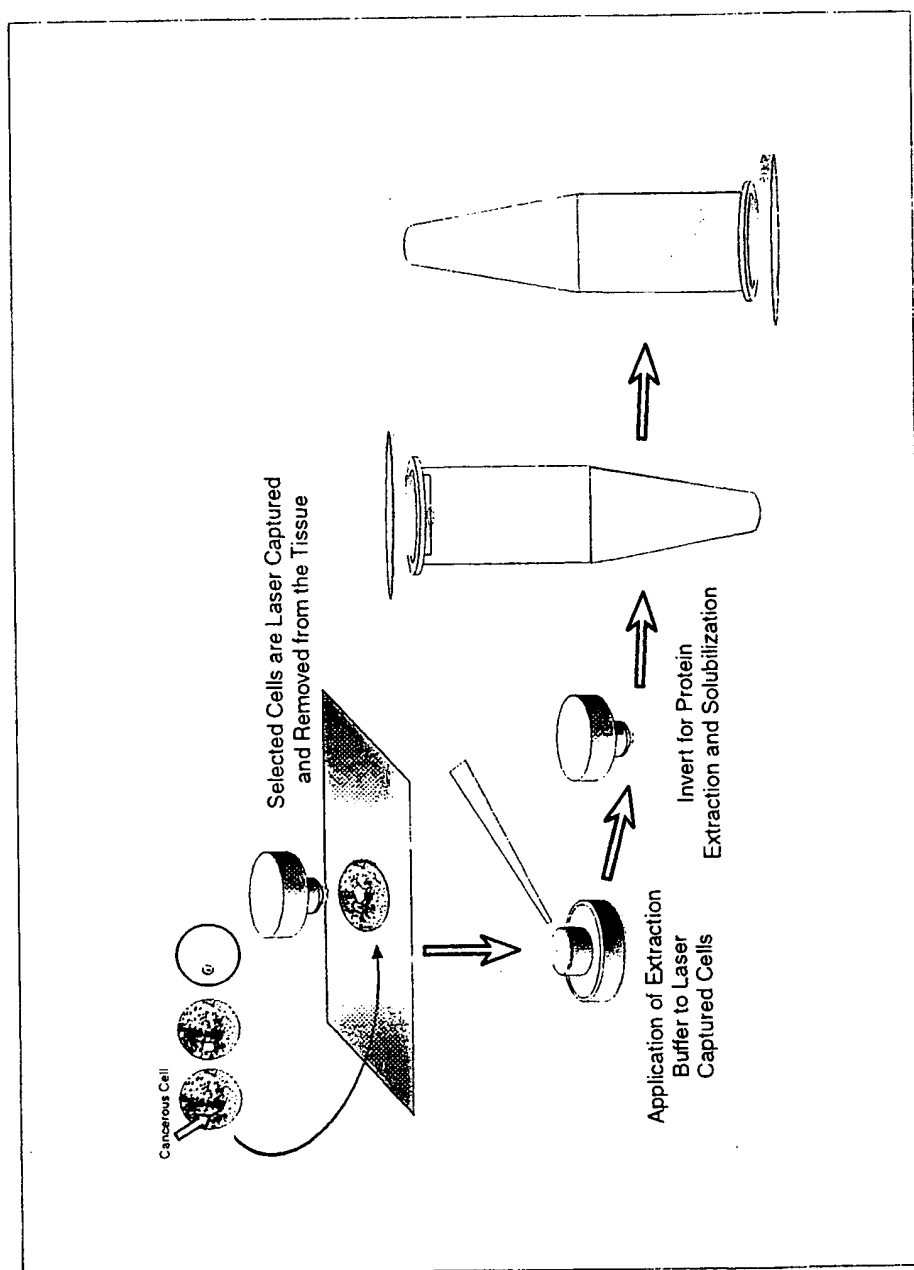 Cancerous Cell
Selected Cells are Laser Captured
and Removed from the Tissue
Application of Extraction
Buffer to Laser
Captured Cells
Invert for Protein
Extraction and Solubilization